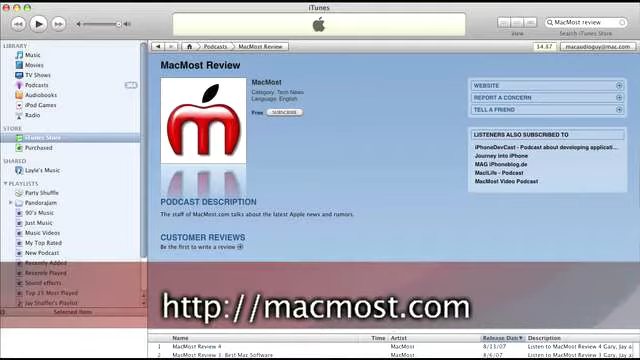 iTunes
MacMost review
View
Search iTunes Store
Podcasts
MacMost Review
14.87
macaudioguy@mac.com
LIBRARY
Music
Movies
TV Shows
Podcasts
Audiobooks
iPod Games
Radio
STORE
iTunes Store
Purchased
SHARED
Layle's Music
PLAYLISTS
Party Shuffle
PandoraJam
90's Music
Just Music
Music Videos
My Top Rated
New Podcast
Recently Added
Recently Played
Sound effects
Top 25 Most Played
Jay Shaffer's Playlist
Selected Item
MacMost Review
MacMost
Category: Tech News
Language: English
Free SUBSCRIBE
WEBSITE
REPORT A CONCERN
TELL A FRIEND
LISTENERS ALSO SUBSCRIBED TO
iPhoneDevCast - Podcast about developing applicati...
Journey into iPhone
MAG iPhoneblog.de
MacLife - Podcast
MacMost Video Podcast
PODCAST DESCRIPTION
The staff of MacMost.com talks about the latest Apple news and rumors.
CUSTOMER REVIEWS
Be the first to write a review
http://macmost.com
Name Time Artist Release Date Description
1 MacMost Review 4 MacMost 8/13/07 Listen to MacMost Review 4 Gary, Jay a
2 MacMost Review 3: Best Mac Software MacMost 8/6/07 Listen to MacMost Review 3 Gary, Jay a